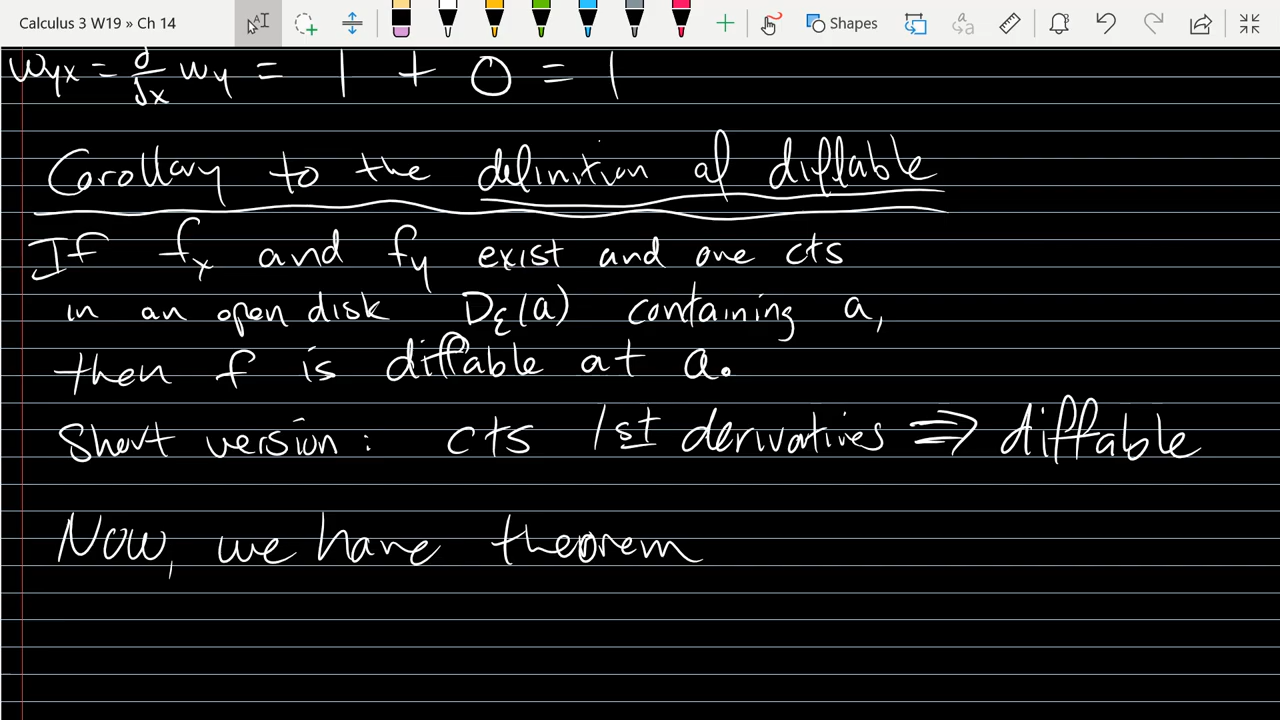 Calculus 3 W19 » Ch 14
Shapes
w_yx = d/dx w_y = 1 + 0 = 1
Corollary to the definition of diffable
If f_x and f_y exist and are cts
in an open disk D_ε(a) containing a,
then f is diffable at a.
Short version: cts 1st derivatives ⇒ diffable
Now, we have theorem